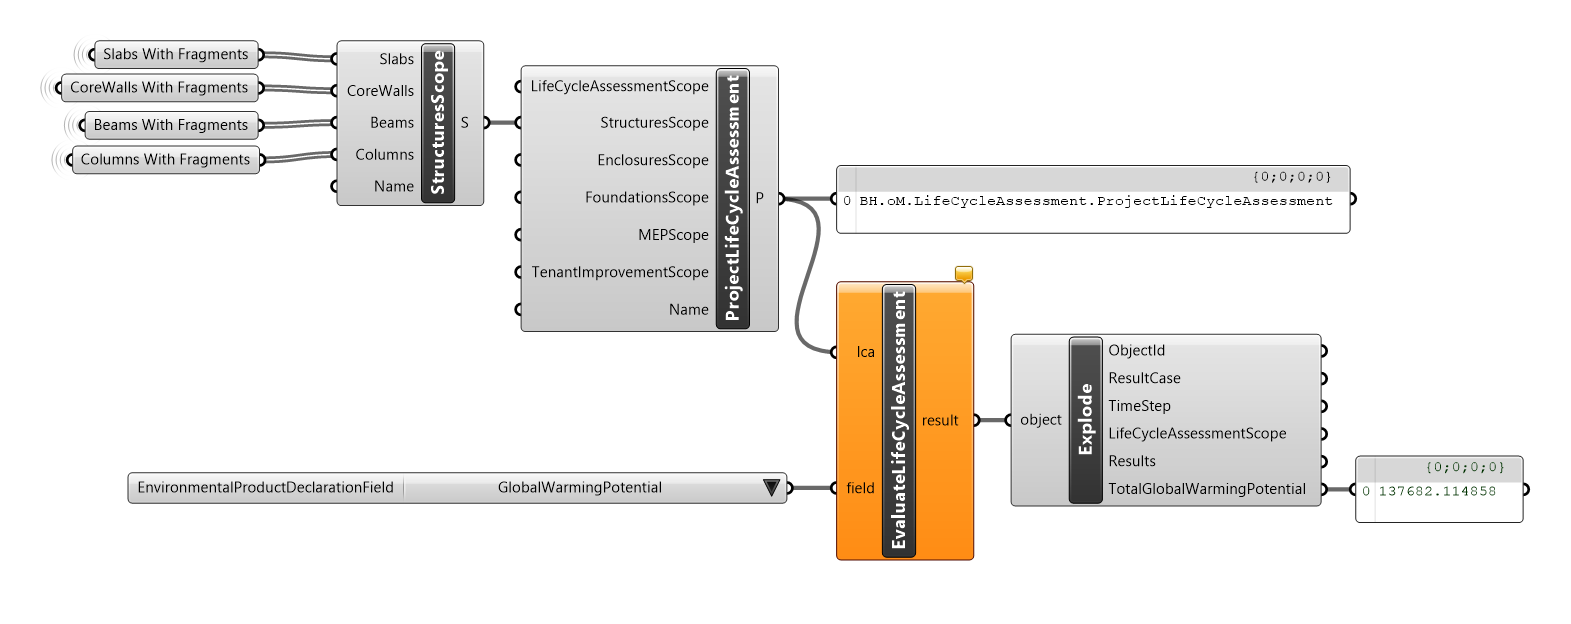 Slabs With Fragments
CoreWalls With Fragments
Beams With Fragments
Columns With Fragments
Slabs
CoreWalls
Beams
Columns
Name
StructuresScope
S
LifeCycleAssessmentScope
StructuresScope
EnclosuresScope
FoundationsScope
MEPScope
TenantImprovementScope
Name
ProjectLifeCycleAssessment
P
{0;0;0;0}
0 BH.oM.LifeCycleAssessment.ProjectLifeCycleAssessment
EnvironmentalProductDeclarationField GlobalWarmingPotential
lca
field
EvaluateLifeCycleAssessment
result
object
Explode
ObjectId
ResultCase
TimeStep
LifeCycleAssessmentScope
Results
TotalGlobalWarmingPotential
{0;0;0;0}
0 137682.114858